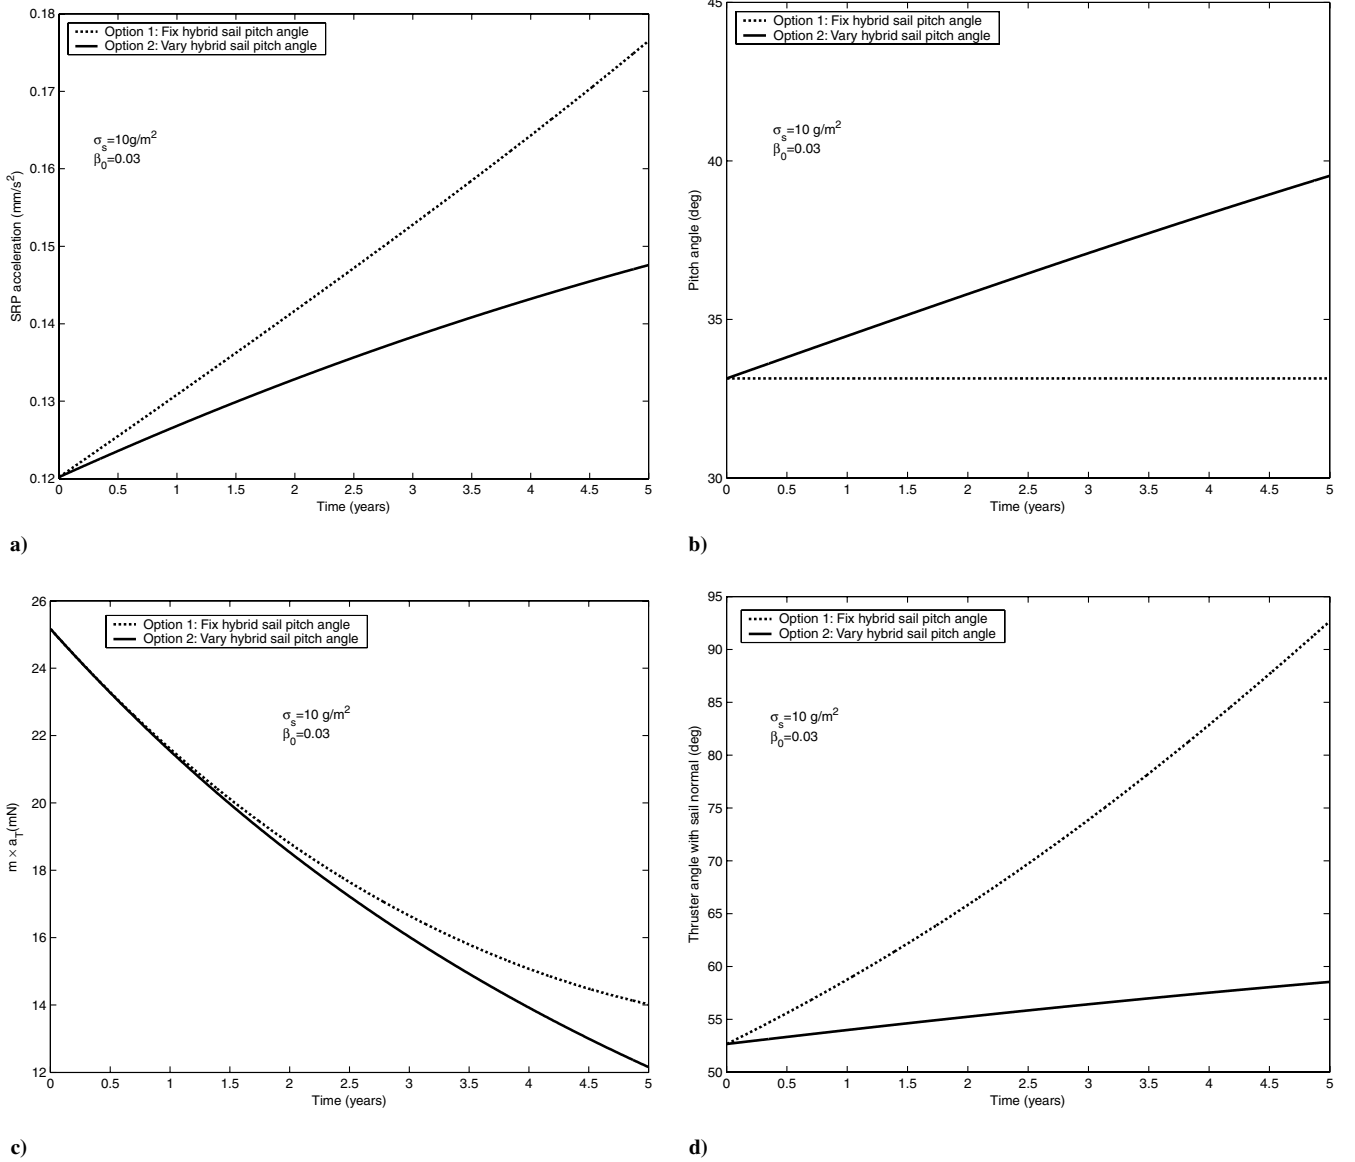 Option 1: Fix hybrid sail pitch angle
Option 2: Vary hybrid sail pitch angle
σs=10g/m2
β0=0.03
SRP acceleration (mm/s2)
0.18
0.17
0.16
0.15
0.14
0.13
0.12
0 0.5 1 1.5 2 2.5 3 3.5 4 4.5 5
Time (years)
a)
Option 1: Fix hybrid sail pitch angle
Option 2: Vary hybrid sail pitch angle
σs=10 g/m2
β0=0.03
Pitch angle (deg)
45
40
35
30
0 0.5 1 1.5 2 2.5 3 3.5 4 4.5 5
Time (years)
b)
Option 1: Fix hybrid sail pitch angle
Option 2: Vary hybrid sail pitch angle
σs=10 g/m2
β0=0.03
m × aT(mN)
26
24
22
20
18
16
14
12
0 0.5 1 1.5 2 2.5 3 3.5 4 4.5 5
Time (years)
c)
Option 1: Fix hybrid sail pitch angle
Option 2: Vary hybrid sail pitch angle
σs=10 g/m2
β0=0.03
Thruster angle with sail normal (deg)
95
90
85
80
75
70
65
60
55
50
0 0.5 1 1.5 2 2.5 3 3.5 4 4.5 5
Time (years)
d)